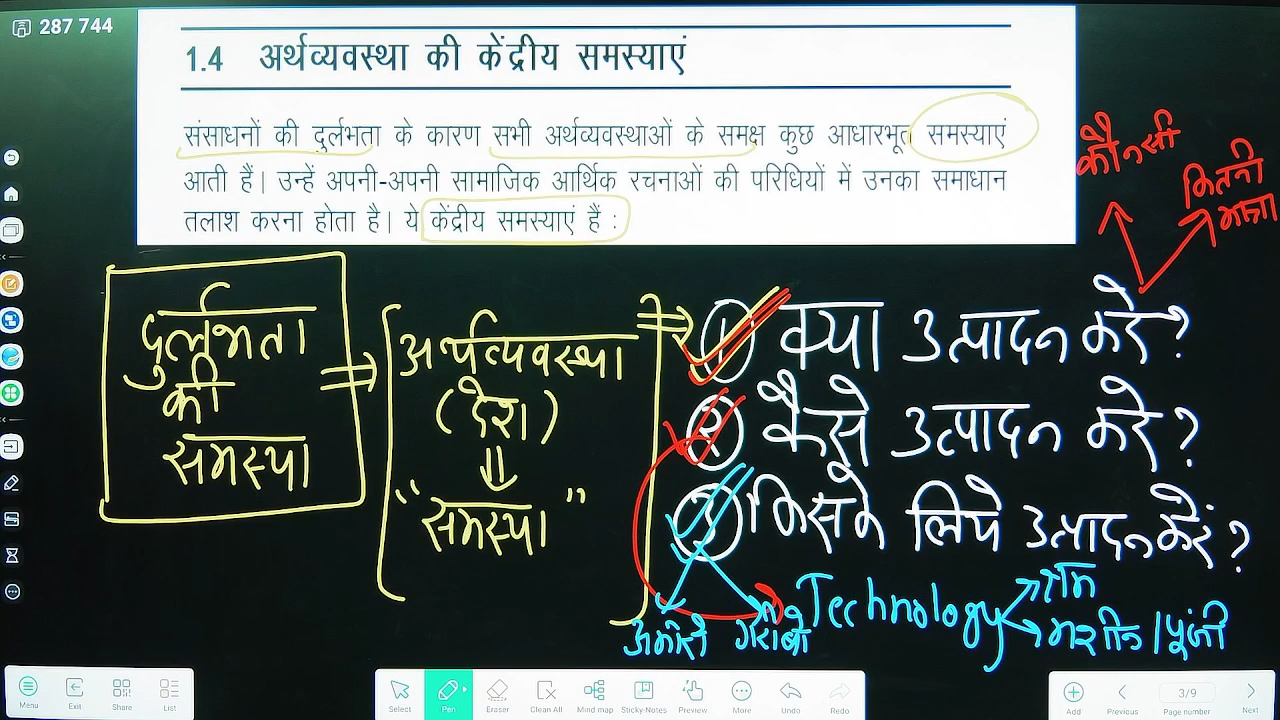 287 744
1.4 अर्थव्यवस्था की केंद्रीय समस्याएं
संसाधनों की दुर्लभता के कारण सभी अर्थव्यवस्थाओं के समक्ष कुछ आधारभूत समस्याएं
आती हैं। उन्हें अपनी-अपनी सामाजिक आर्थिक रचनाओं की परिधियों में उनका समाधान
तलाश करना होता है। ये केंद्रीय समस्याएं हैं :
कौनसी
कितनी
मात्रा
दुर्लभता
की
समस्या
अर्थव्यवस्था
(देश)
"समस्या"
① क्या उत्पादन करे?
② कैसे उत्पादन करे?
③ किसके लिये उत्पादन करें?
अमीरो
गरीबो
Technology
श्रम
मशीन/पूंजी
Menu
Exit
Share
List
Select
Pen
Eraser
Clean All
Mind map
Sticky-Notes
Preview
More
Undo
Redo
Add
Previous
3/9
Page number
Next